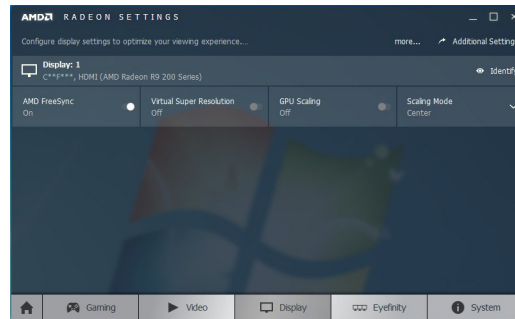 AMD RADEON SETTINGS
Configure display settings to optimize your viewing experience.... more... Additional Setting
Display: 1
C**F***, HDMI (AMD Radeon R9 200 Series) Identify
AMD FreeSync Virtual Super Resolution GPU Scaling Scaling Mode
On Off Off Center
Gaming Video Display Eyefinity System